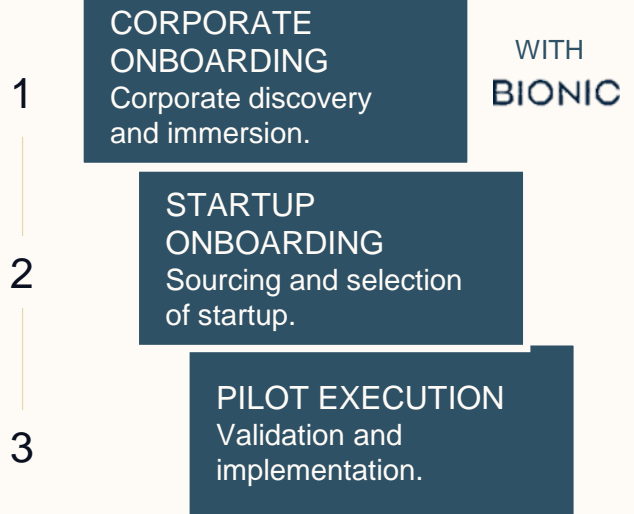 1
CORPORATE
ONBOARDING
Corporate discovery
and immersion.
WITH
BIONIC
2
STARTUP
ONBOARDING
Sourcing and selection
of startup.
3
PILOT EXECUTION
Validation and
implementation.